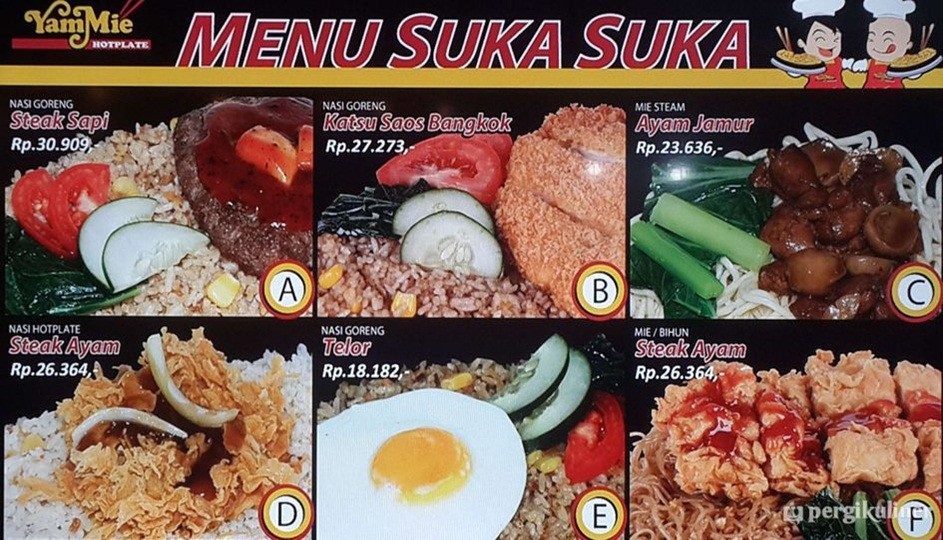 YamMie
HOTPLATE
MENU SUKA SUKA
NASI GORENG
Steak Sapi
Rp.30.909,-
A
NASI GORENG
Katsu Saos Bangkok
Rp.27.273,-
B
MIE STEAM
Ayam Jamur
Rp.23.636,-
C
NASI HOTPLATE
Steak Ayam
Rp.26.364,-
D
NASI GORENG
Telor
Rp.18.182,-
E
MIE / BIHUN
Steak Ayam
Rp.26.364,-
F
pergikuliner